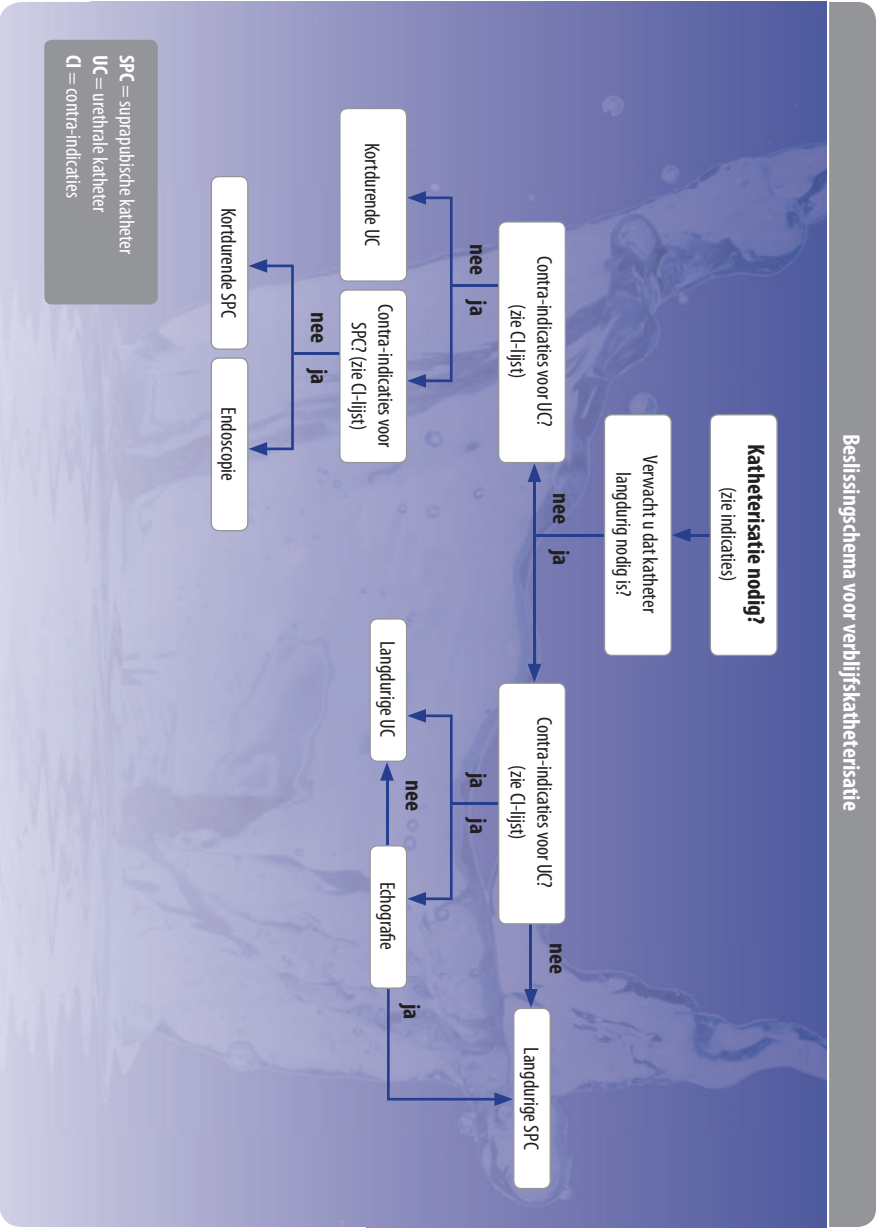 Beslissingschema voor verblijfskatheterisatie
Katheterisatie nodig?
(zie indicaties)
Verwacht u dat katheter
langdurig nodig is?
nee
ja
Contra-indicaties voor UC?
(zie CI-lijst)
Contra-indicaties voor UC?
(zie CI-lijst)
nee
Langdurige SPC
nee
ja
ja
ja
Kortdurende UC
Contra-indicaties voor
SPC? (zie CI-lijst)
Langdurige UC
nee
Echografie
ja
nee
ja
Kortdurende SPC
Endoscopie
SPC = suprapubische katheter
UC = urethrale katheter
CI = contra-indicaties